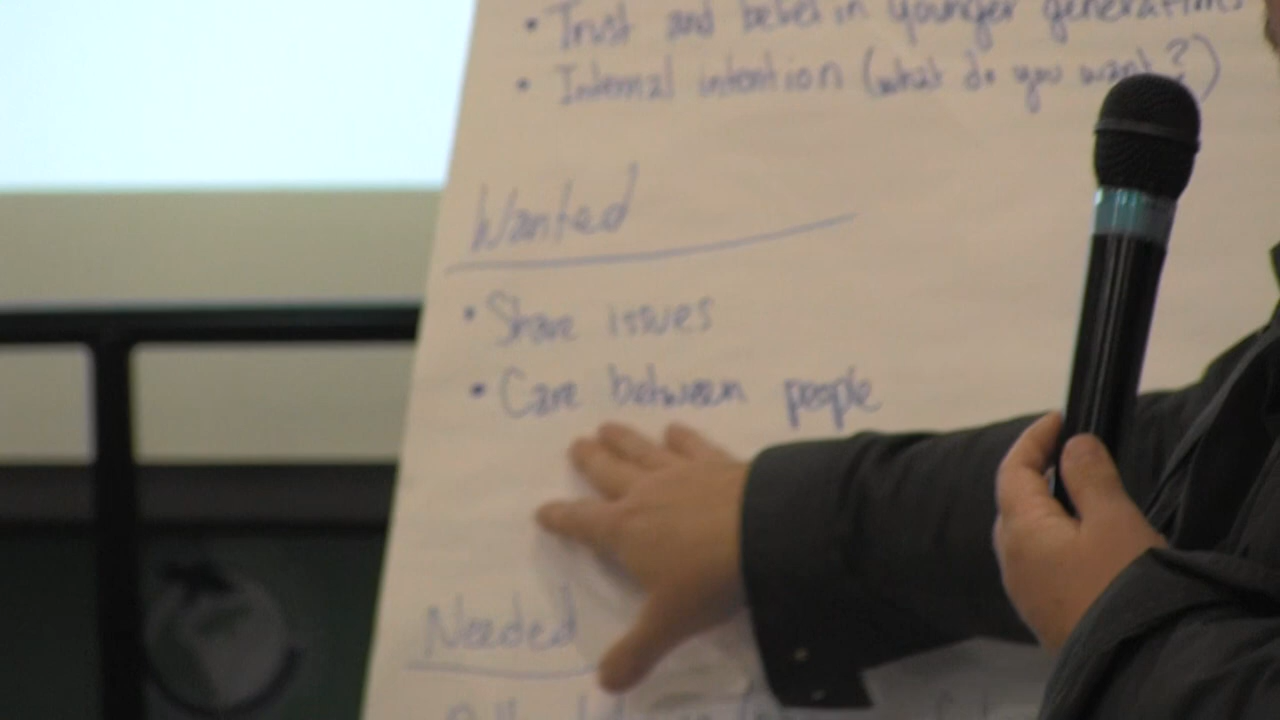 • Trust and belief in younger generations
• Internal intention (what do you want?)
Wanted
• Share issues
• Care between people
Needed